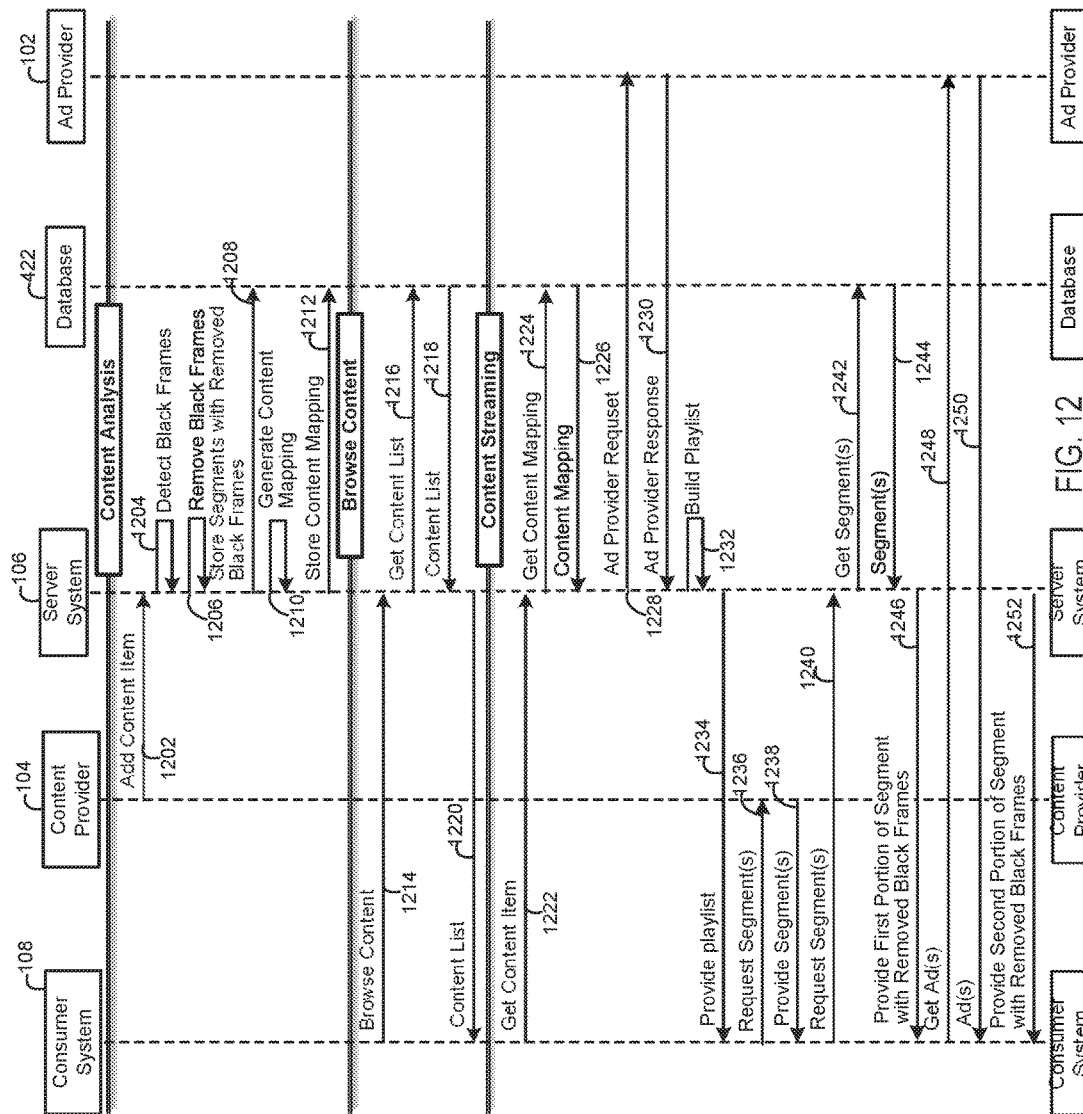 108
Consumer
System
104
Content
Provider
106
Server
System
422
Database
102
Ad Provider
Content Analysis
Add Content Item
1202
1204
Detect Black Frames
Remove Black Frames
1206
Store Segments with Removed
Black Frames
1208
Generate Content
Mapping
1210
Store Content Mapping
1212
Browse Content
Browse Content
1214
Get Content List
1216
Content List
1218
Content List
1220
Content Streaming
Get Content Item
1222
Get Content Mapping
1224
Content Mapping
1226
Ad Provider Requset
1228
Ad Provider Response
1230
Build Playlist
1232
Provide playlist
1234
Request Segment(s)
1236
Provide Segment(s)
1238
Request Segment(s)
1240
Get Segment(s)
1242
Segment(s)
1244
Provide First Portion of Segment
with Removed Black Frames
1246
Get Ad(s)
1248
Ad(s)
1250
Provide Second Portion of Segment
with Removed Black Frames
1252
Consumer
System
Content
Provider
Server
System
Database
Ad Provider
FIG. 12